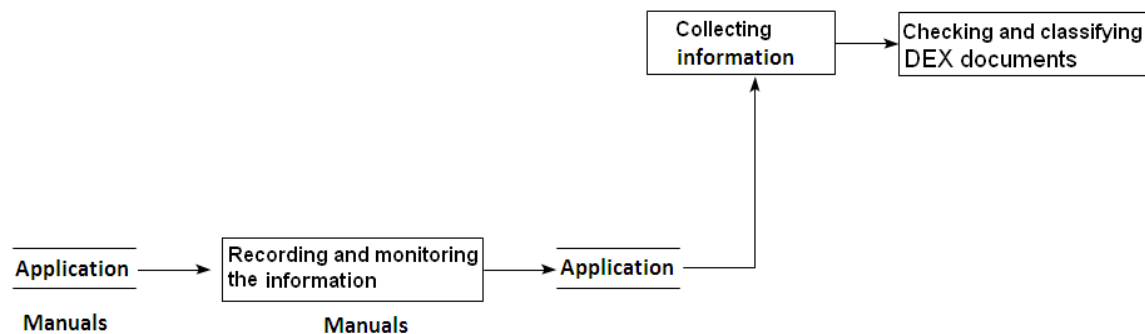 Collecting
information
Checking and classifying
DEX documents
Application
Recording and monitoring
the information
Application
Manuals
Manuals